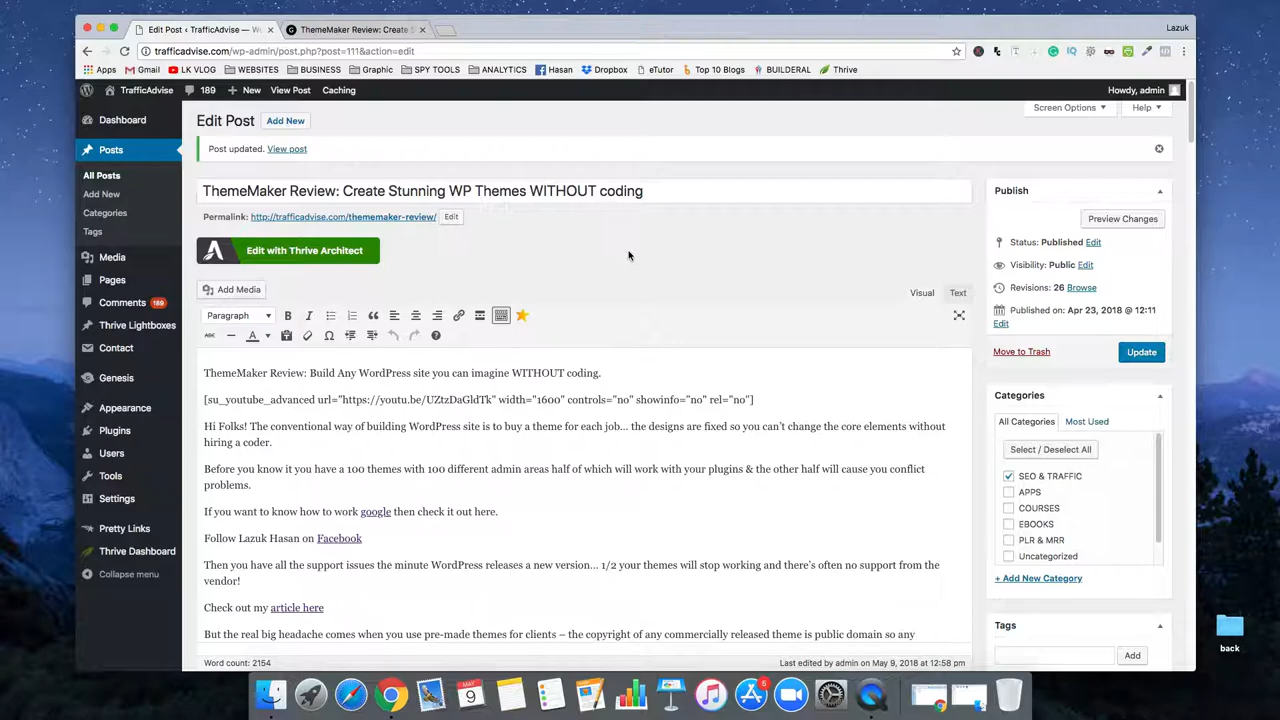 Edit Post ‹ TrafficAdvise — W
ThemeMaker Review: Create S
Lazuk
trafficadvise.com/wp-admin/post.php?post=111&action=edit
Apps Gmail LK VLOG WEBSITES BUSINESS Graphic SPY TOOLS ANALYTICS Hasan Dropbox eTutor Top 10 Blogs BUILDERAL Thrive
TrafficAdvise 189 New View Post Caching Howdy, admin
Dashboard
Posts
All Posts
Add New
Categories
Tags
Media
Pages
Comments 189
Thrive Lightboxes
Contact
Genesis
Appearance
Plugins
Users
Tools
Settings
Pretty Links
Thrive Dashboard
Collapse menu
Screen Options Help
Edit Post Add New
Post updated. View post
ThemeMaker Review: Create Stunning WP Themes WITHOUT coding
Permalink: http://trafficadvise.com/thememaker-review/ Edit
Edit with Thrive Architect
Add Media
Visual Text
Paragraph B I
ABC A
ThemeMaker Review: Build Any WordPress site you can imagine WITHOUT coding.
[su_youtube_advanced url="https://youtu.be/UZtzDaGldTk" width="1600" controls="no" showinfo="no" rel="no"]
Hi Folks! The conventional way of building WordPress site is to buy a theme for each job... the designs are fixed so you can't change the core elements without
hiring a coder.
Before you know it you have a 100 themes with 100 different admin areas half of which will work with your plugins & the other half will cause you conflict
problems.
If you want to know how to work google then check it out here.
Follow Lazuk Hasan on Facebook
Then you have all the support issues the minute WordPress releases a new version... 1/2 your themes will stop working and there's often no support from the
vendor!
Check out my article here
But the real big headache comes when you use pre-made themes for clients – the copyright of any commercially released theme is public domain so any
Word count: 2154
Last edited by admin on May 9, 2018 at 12:58 pm
Publish
Preview Changes
Status: Published Edit
Visibility: Public Edit
Revisions: 26 Browse
Published on: Apr 23, 2018 @ 12:11
Edit
Move to Trash Update
Categories
All Categories Most Used
Select / Deselect All
SEO & TRAFFIC
APPS
COURSES
EBOOKS
PLR & MRR
Uncategorized
+ Add New Category
Tags
Add
back
MAY
9
5